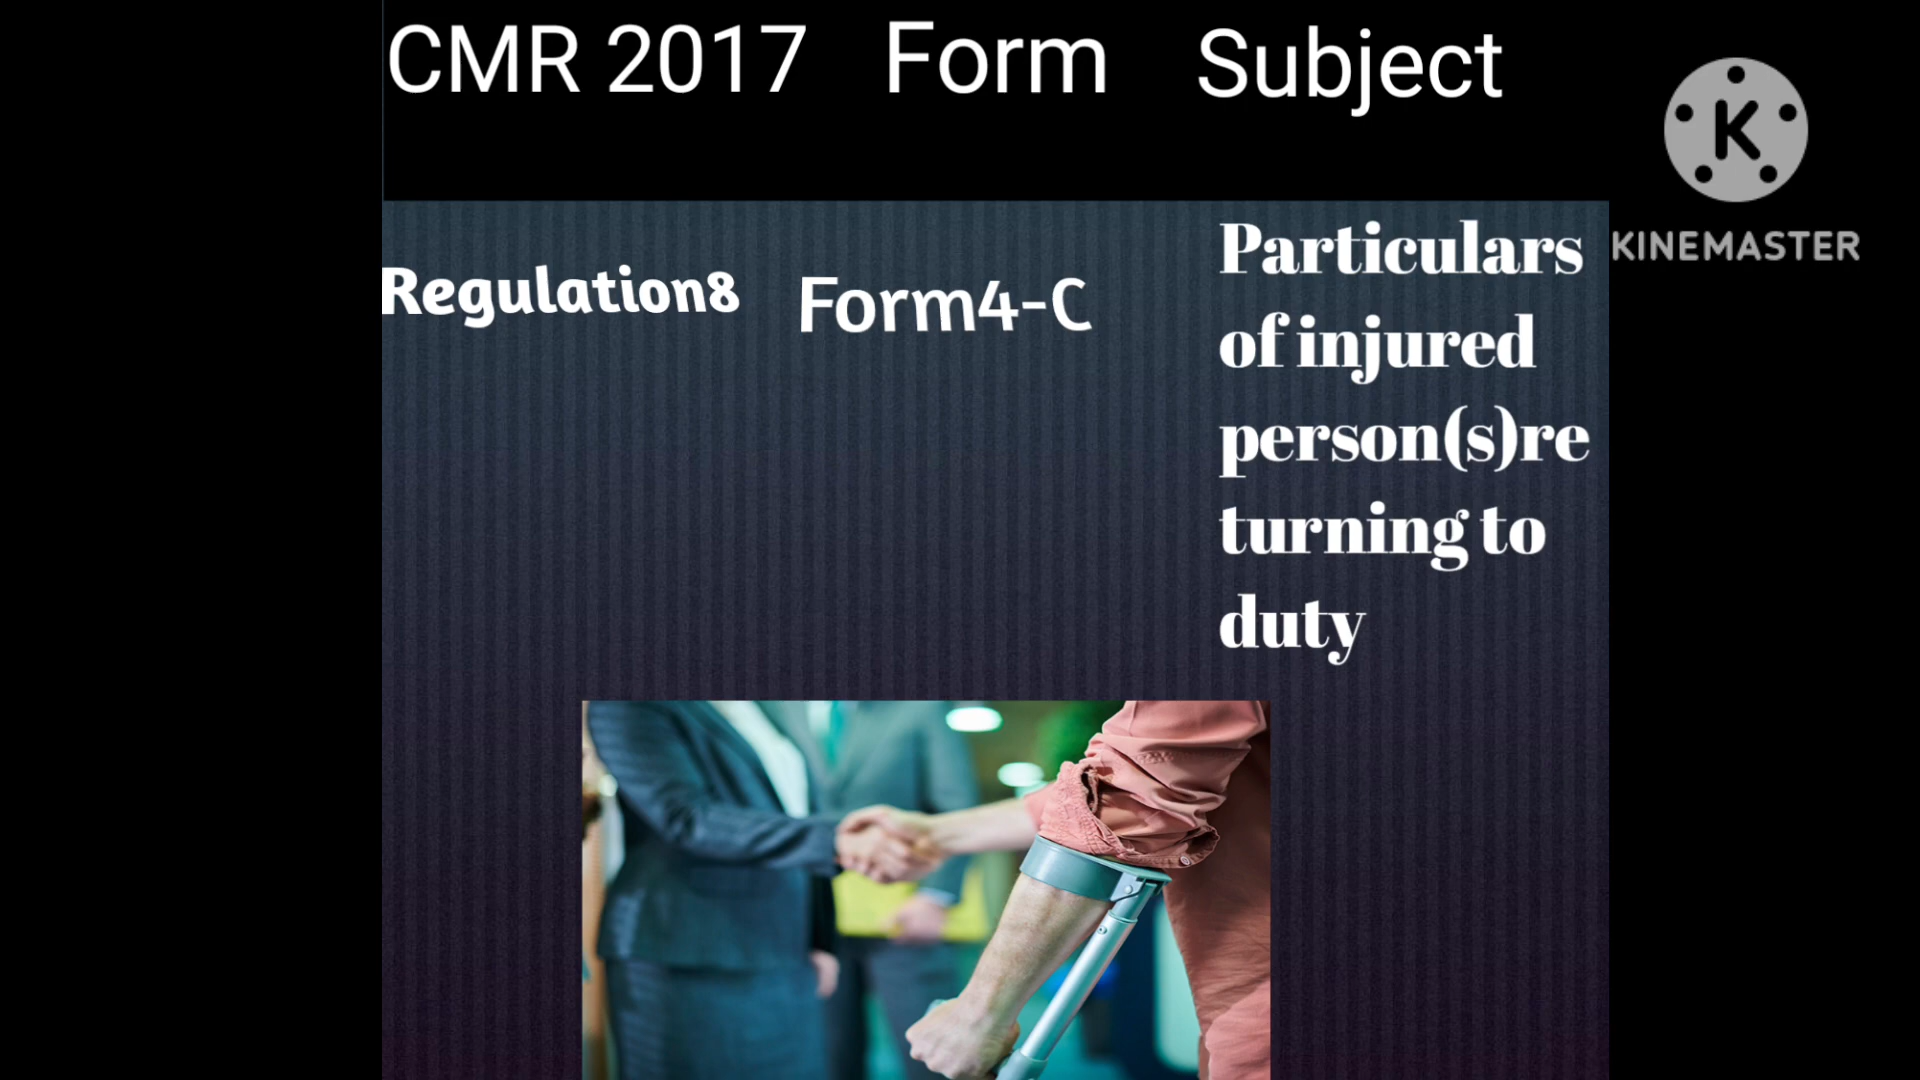 CMR 2017 Form Subject
K
KINEMASTER
Regulation8 Form4-C
Particulars
of injured
person(s)re
turning to
duty